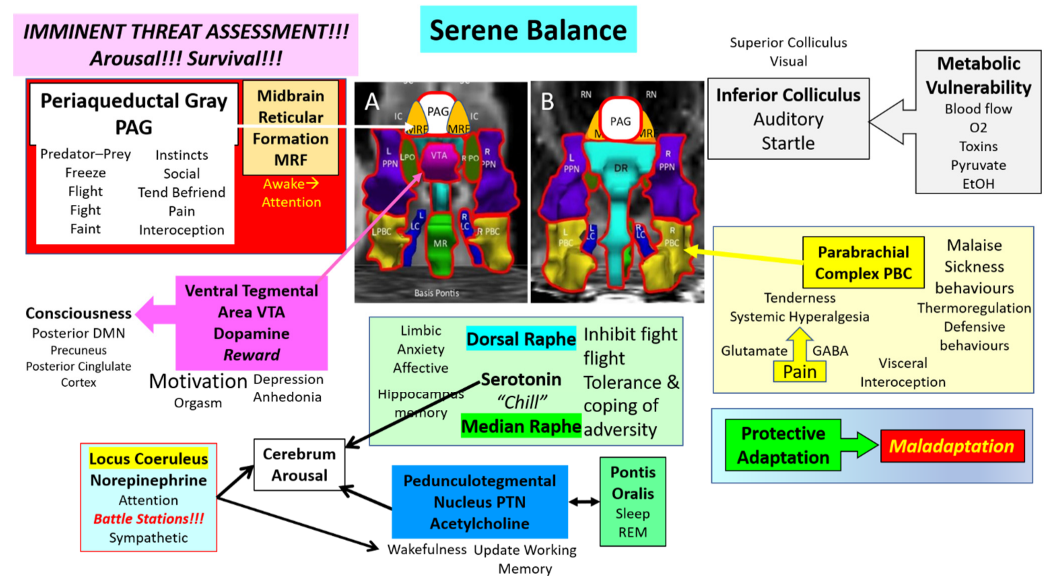 Serene Balance
IMMINENT THREAT ASSESSMENT!!!
Arousal!!! Survival!!!
Periaqueductal Gray
PAG
Predator–Prey
Freeze
Flight
Fight
Faint
Instincts
Social
Tend Befriend
Pain
Interoception
Midbrain
Reticular
Formation
MRF
Awake→
Attention
A
PAG
IC
IC
MRF
MRF
L
PPN
LPO
VTA
R PO
R
PPN
L
LC
R
LC
L PBC
MR
R PBC
Basis Pontis
B
RN
RN
PAG
L
PPN
DR
R
PPN
L
LC
R
LC
L
PBC
R
PBC
Superior Colliculus
Visual
Inferior Colliculus
Auditory
Startle
Metabolic
Vulnerability
Blood flow
O2
Toxins
Pyruvate
EtOH
Parabrachial
Complex PBC
Malaise
Sickness
behaviours
Thermoregulation
Defensive
behaviours
Tenderness
Systemic Hyperalgesia
Glutamate
GABA
Pain
Visceral
Interoception
Consciousness
Posterior DMN
Precuneus
Posterior Cingulate
Cortex
Ventral Tegmental
Area VTA
Dopamine
Reward
Motivation
Orgasm
Depression
Anhedonia
Limbic
Anxiety
Affective
Hippocampus
memory
Dorsal Raphe
Serotonin
“Chill”
Median Raphe
Inhibit fight
flight
Tolerance &
coping of
adversity
Protective
Adaptation
Maladaptation
Locus Coeruleus
Norepinephrine
Attention
Battle Stations!!!
Sympathetic
Cerebrum
Arousal
Pedunculotegmental
Nucleus PTN
Acetylcholine
Wakefulness
Update Working
Memory
Pontis
Oralis
Sleep
REM